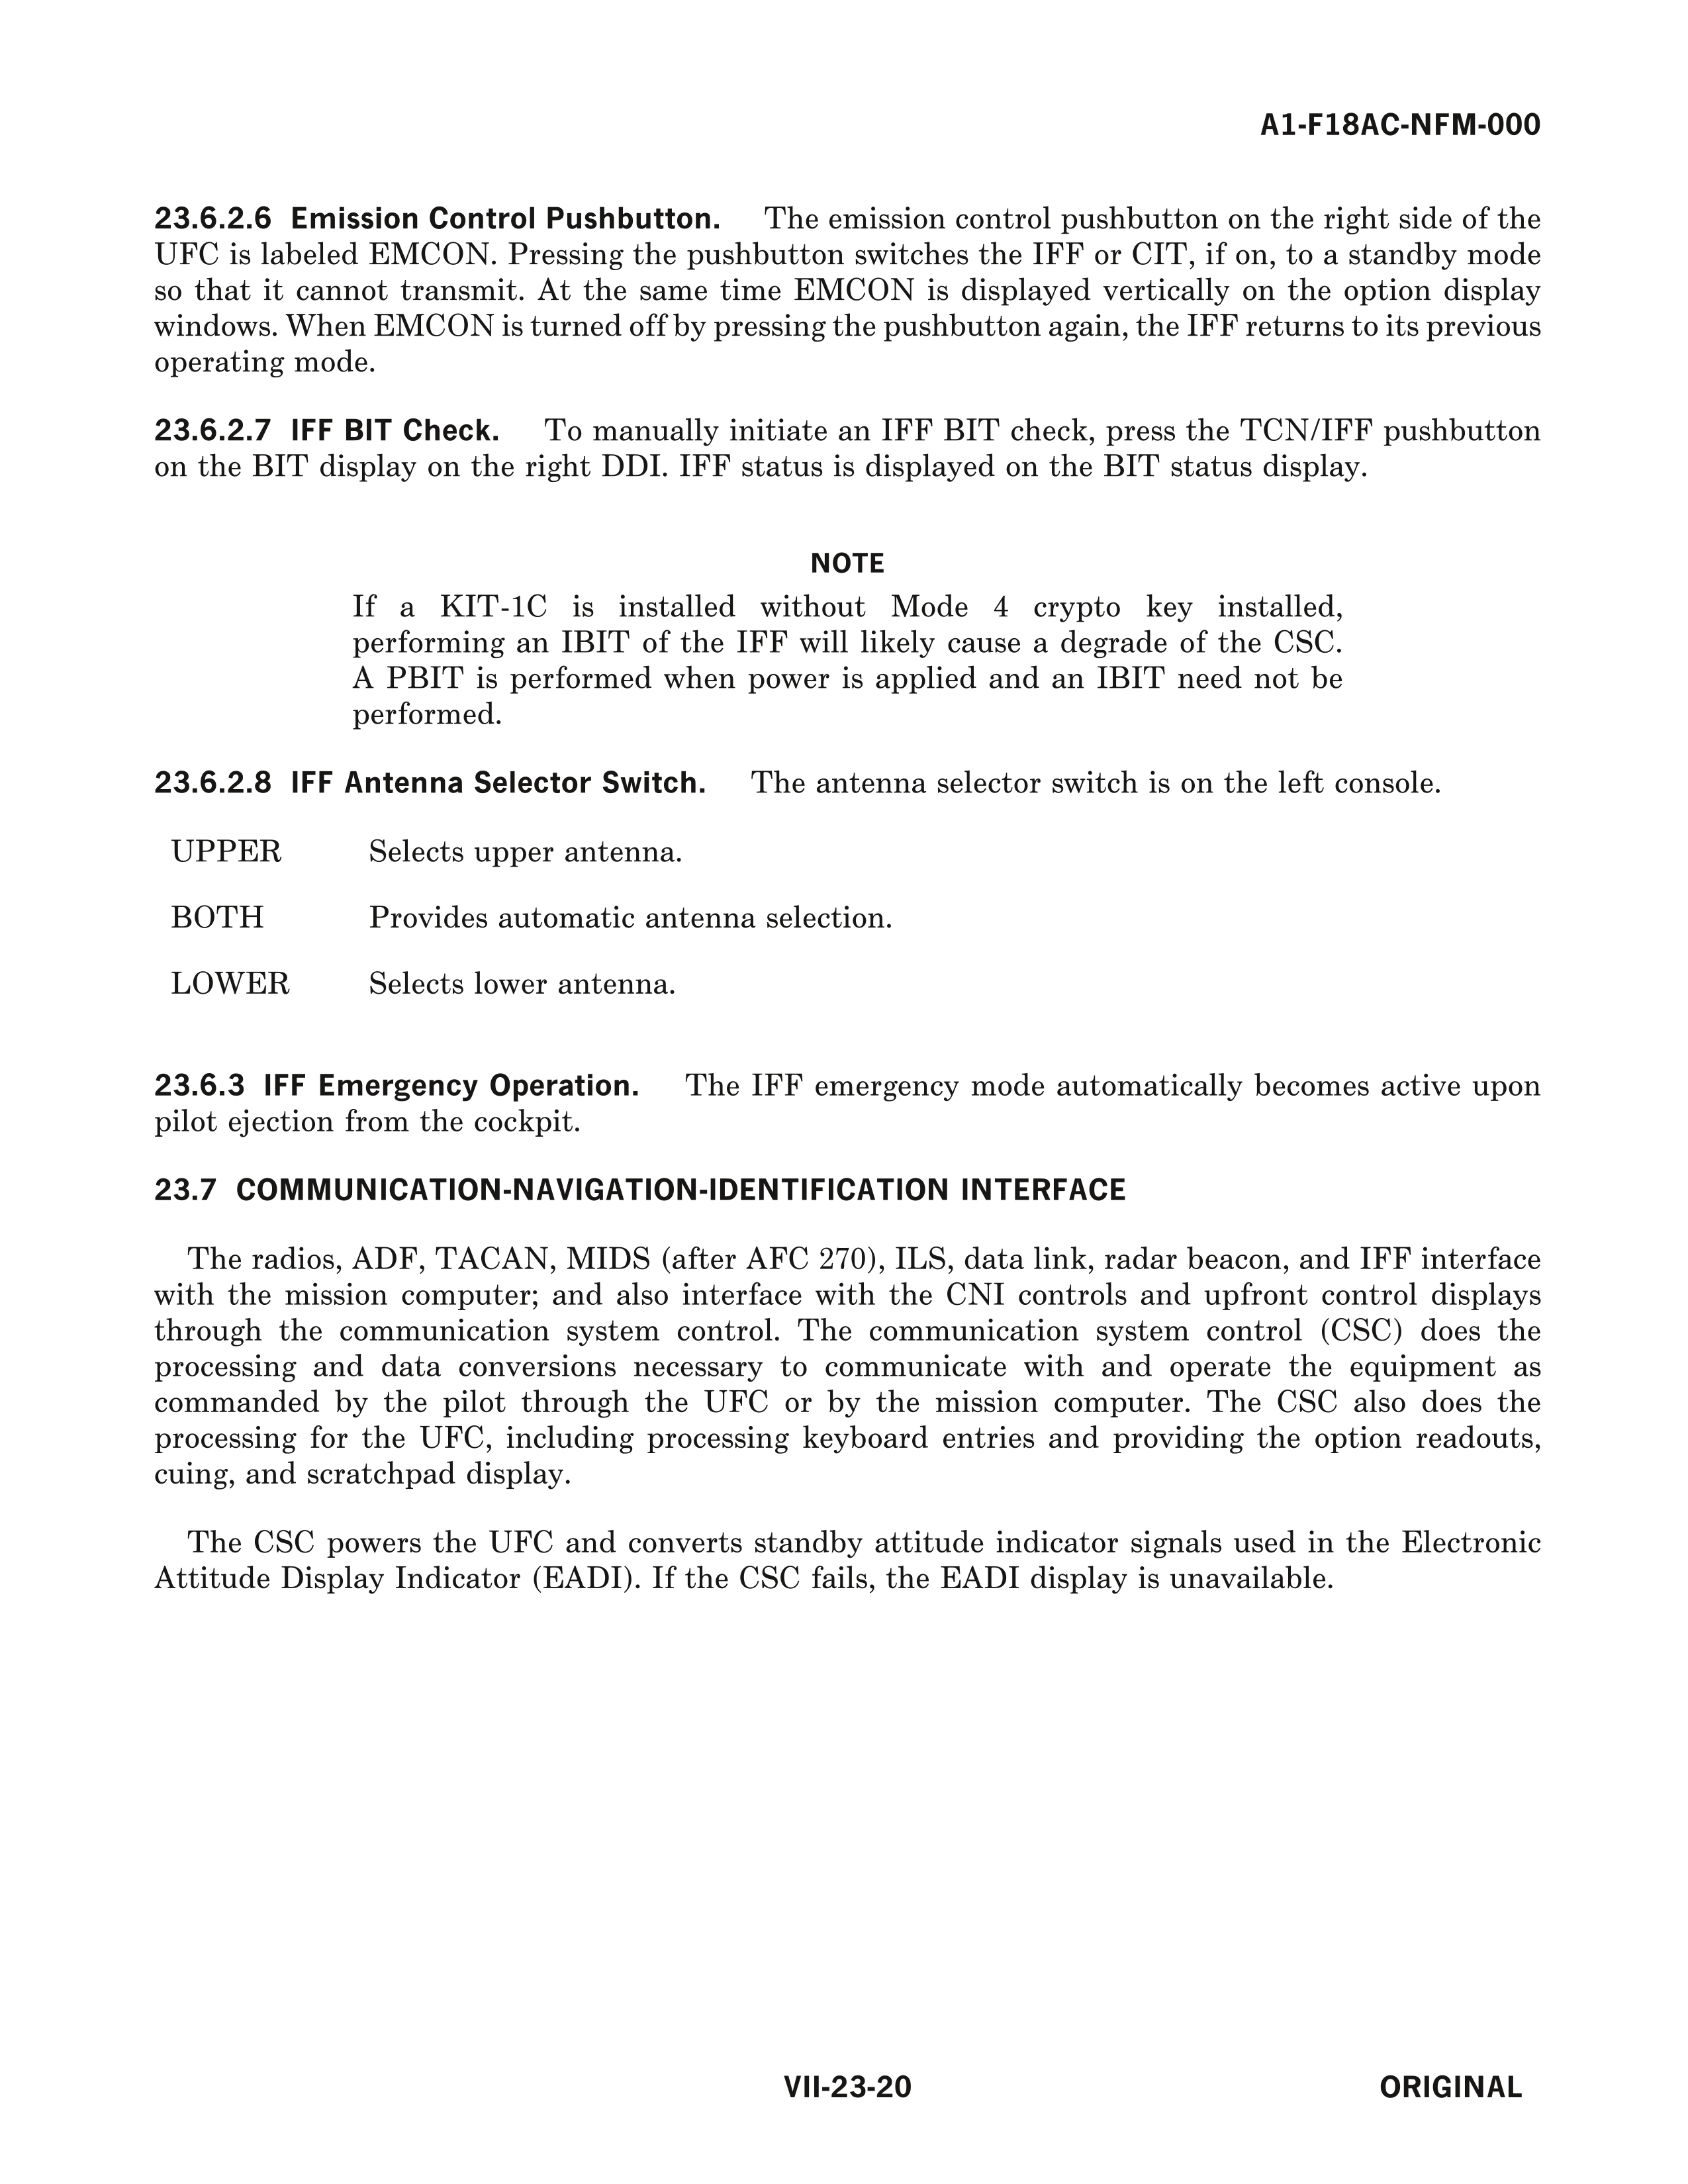 A1-F18AC-NFM-000
23.6.2.6 Emission Control Pushbutton. The emission control pushbutton on the right side of the
UFC is labeled EMCON. Pressing the pushbutton switches the IFF or CIT, if on, to a standby mode
so that it cannot transmit. At the same time EMCON is displayed vertically on the option display
windows. When EMCON is turned off by pressing the pushbutton again, the IFF returns to its previous
operating mode.
23.6.2.7 IFF BIT Check. To manually initiate an IFF BIT check, press the TCN/IFF pushbutton
on the BIT display on the right DDI. IFF status is displayed on the BIT status display.
NOTE
If a KIT-1C is installed without Mode 4 crypto key installed,
performing an IBIT of the IFF will likely cause a degrade of the CSC.
A PBIT is performed when power is applied and an IBIT need not be
performed.
23.6.2.8 IFF Antenna Selector Switch. The antenna selector switch is on the left console.
UPPER Selects upper antenna.
BOTH Provides automatic antenna selection.
LOWER Selects lower antenna.
23.6.3 IFF Emergency Operation. The IFF emergency mode automatically becomes active upon
pilot ejection from the cockpit.
23.7 COMMUNICATION-NAVIGATION-IDENTIFICATION INTERFACE
The radios, ADF, TACAN, MIDS (after AFC 270), ILS, data link, radar beacon, and IFF interface
with the mission computer; and also interface with the CNI controls and upfront control displays
through the communication system control. The communication system control (CSC) does the
processing and data conversions necessary to communicate with and operate the equipment as
commanded by the pilot through the UFC or by the mission computer. The CSC also does the
processing for the UFC, including processing keyboard entries and providing the option readouts,
cuing, and scratchpad display.
The CSC powers the UFC and converts standby attitude indicator signals used in the Electronic
Attitude Display Indicator (EADI). If the CSC fails, the EADI display is unavailable.
VII-23-20
ORIGINAL